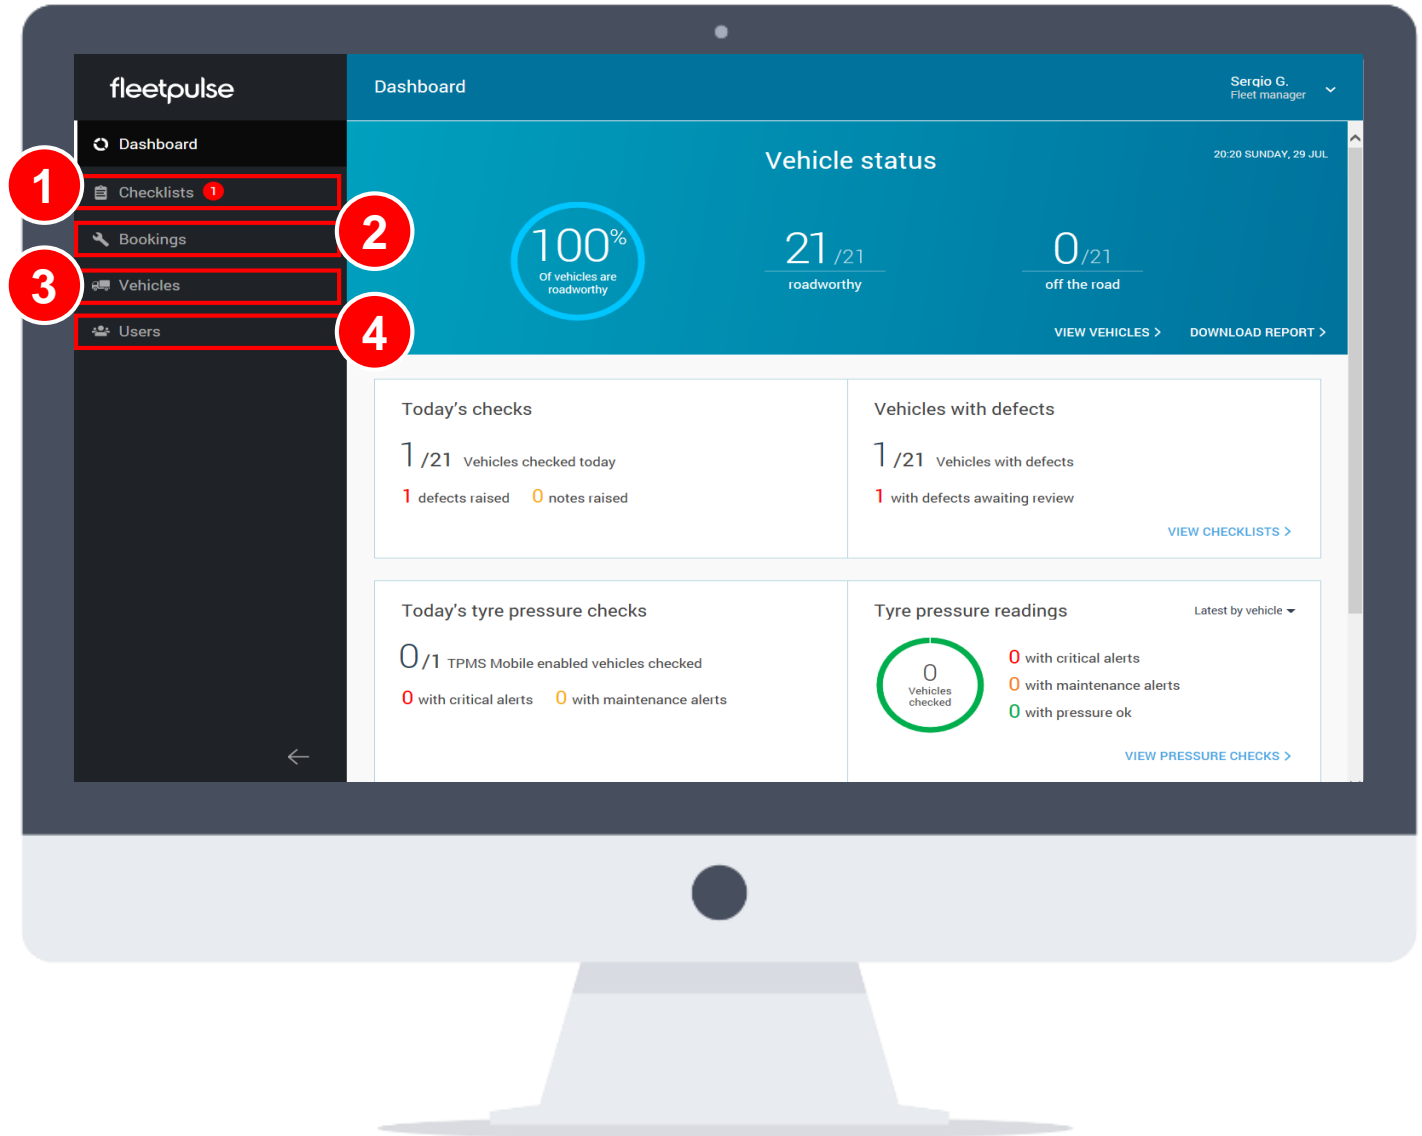 fleetpulse
Dashboard
Serqio G.
Fleet manager
Dashboard
1
Checklists 1
2
Bookings
3
Vehicles
4
Users
Vehicle status
20:20 SUNDAY, 29 JUL
100%
Of vehicles are
roadworthy
21 /21
roadworthy
0/21
off the road
VIEW VEHICLES >
DOWNLOAD REPORT >
Today's checks
1/21 Vehicles checked today
1 defects raised 0 notes raised
Vehicles with defects
1/21 Vehicles with defects
1 with defects awaiting review
VIEW CHECKLISTS >
Today's tyre pressure checks
0/1 TPMS Mobile enabled vehicles checked
0 with critical alerts 0 with maintenance alerts
Tyre pressure readings
Latest by vehicle
0
Vehicles
checked
0 with critical alerts
0 with maintenance alerts
0 with pressure ok
VIEW PRESSURE CHECKS >